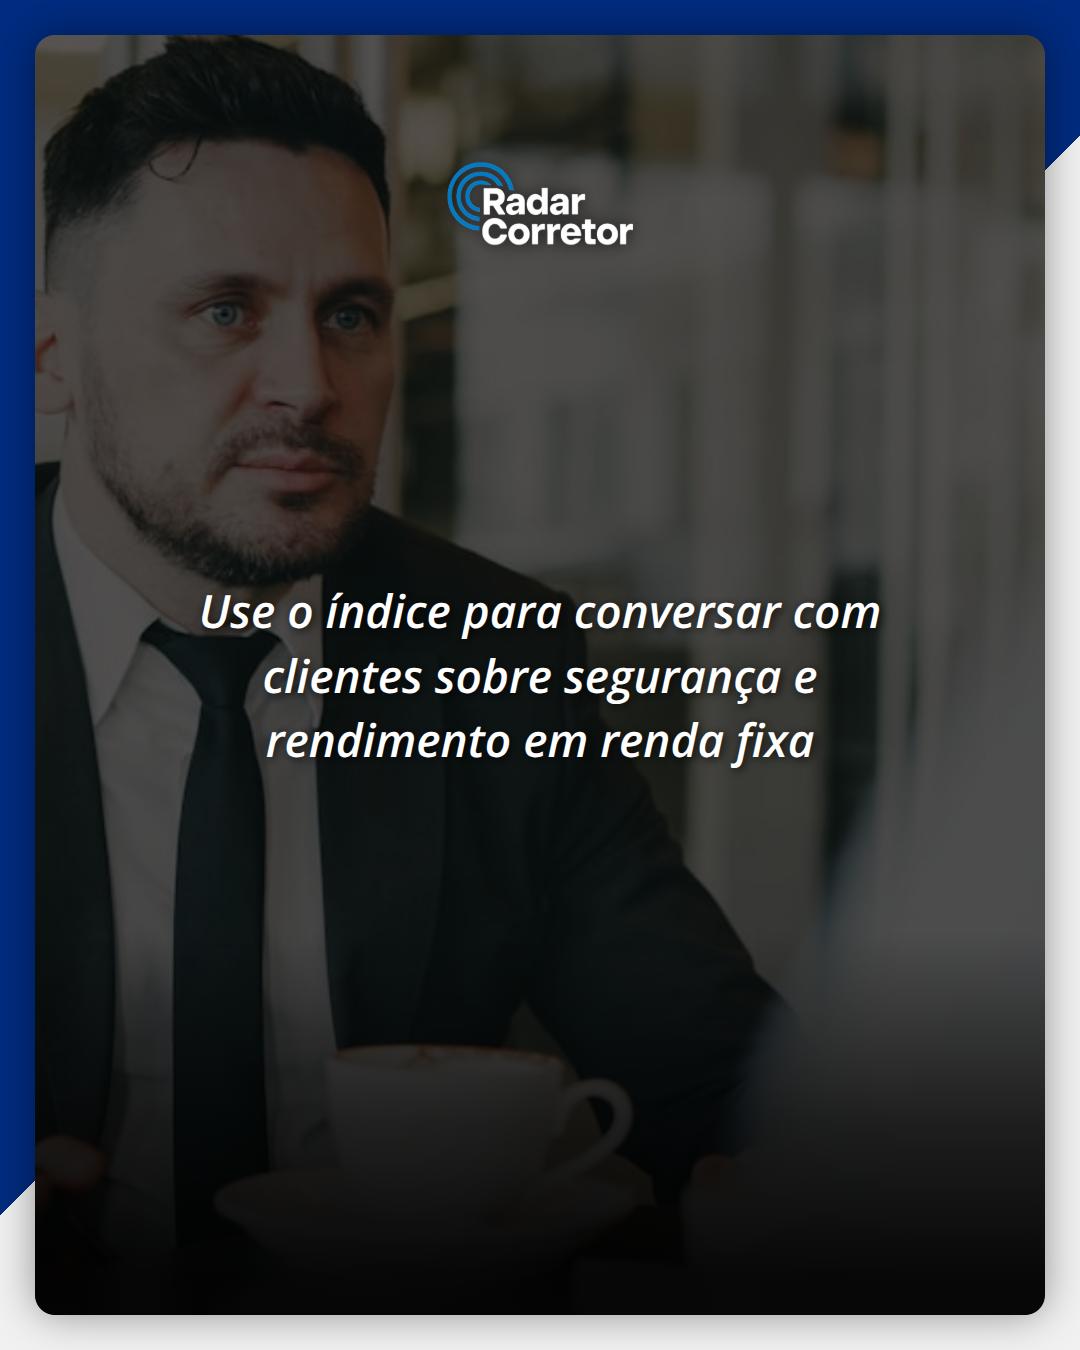 Radar
Corretor
Use o índice para conversar com
clientes sobre segurança e
rendimento em renda fixa